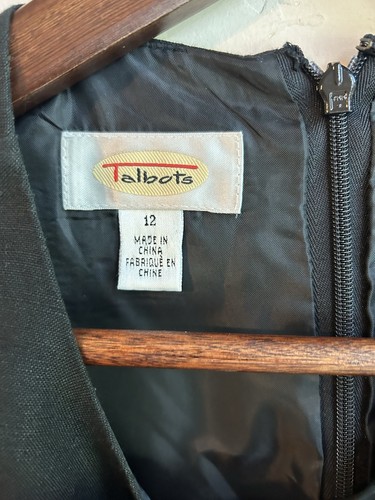 Talbots
12
MADE IN
CHINA
FABRIQUÉ EN
CHINE